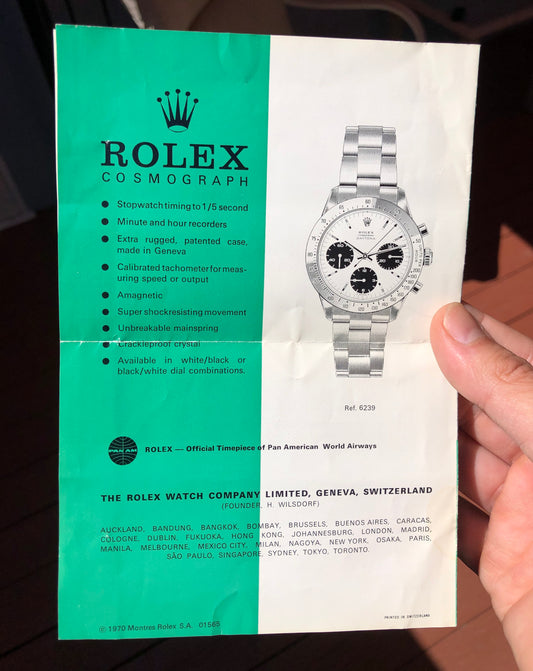 ROLEX
COSMOGRAPH
● Stopwatch timing to 1/5 second
● Minute and hour recorders
● Extra rugged, patented case,
made in Geneva
● Calibrated tachometer for meas-
uring speed or output
● Amagnetic
● Super shockresisting movement
● Unbreakable mainspring
● Crackleproof crystal
● Available in white/black or
black/white dial combinations.
ROLEX
DAYTONA
Ref. 6239
PAN AM
ROLEX — Official Timepiece of Pan American World Airways
THE ROLEX WATCH COMPANY LIMITED, GENEVA, SWITZERLAND
(FOUNDER, H. WILSDORF)
AUCKLAND, BANDUNG, BANGKOK, BOMBAY, BRUSSELS, BUENOS AIRES, CARACAS,
COLOGNE, DUBLIN, FUKUOKA, HONG KONG, JOHANNESBURG, LONDON, MADRID,
MANILA, MELBOURNE, MEXICO CITY, MILAN, NAGOYA, NEW YORK, OSAKA, PARIS,
SÃO PAULO, SINGAPORE, SYDNEY, TOKYO, TORONTO.
Ⓟ 1970 Montres Rolex S.A. 01565
PRINTED IN SWITZERLAND